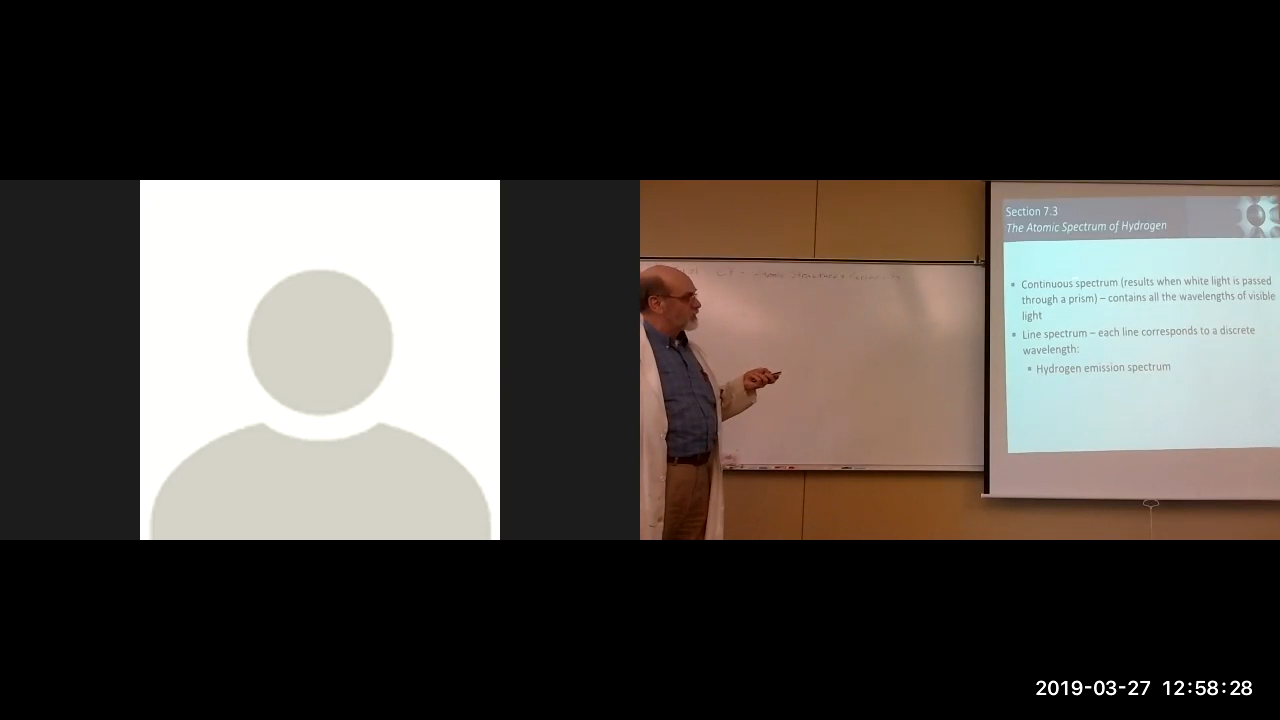 Section 7.3
The Atomic Spectrum of Hydrogen
Continuous spectrum (results when white light is passed
through a prism) – contains all the wavelengths of visible
light
Line spectrum – each line corresponds to a discrete
wavelength:
Hydrogen emission spectrum
2019-03-27 12:58:28